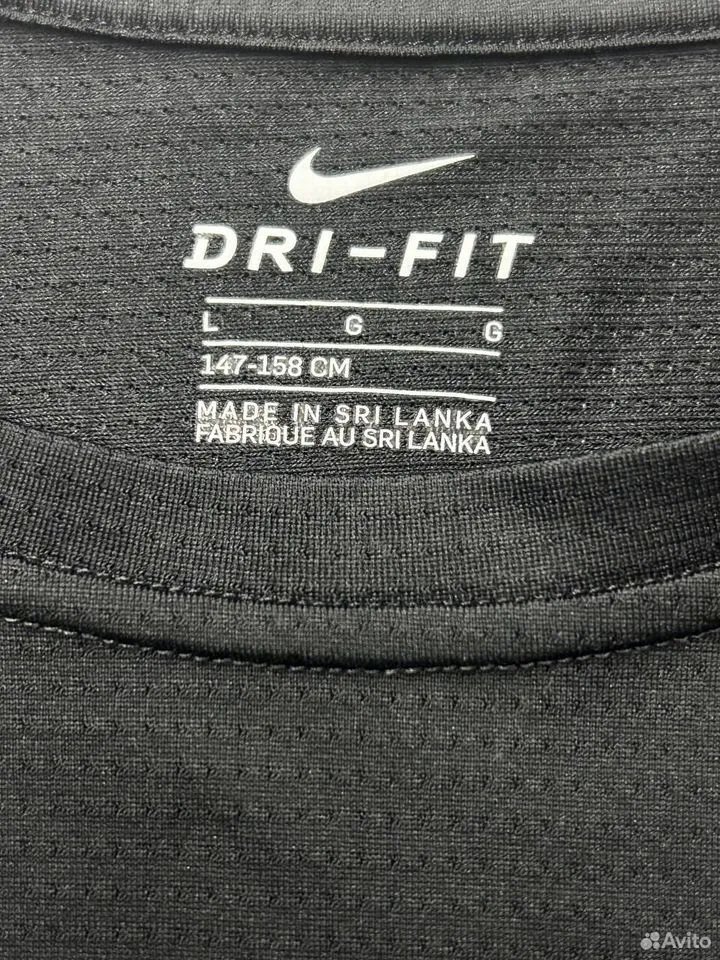 DRI-FIT
L G G
147-158 CM
MADE IN SRI LANKA
FABRIQUE AU SRI LANKA
Avito